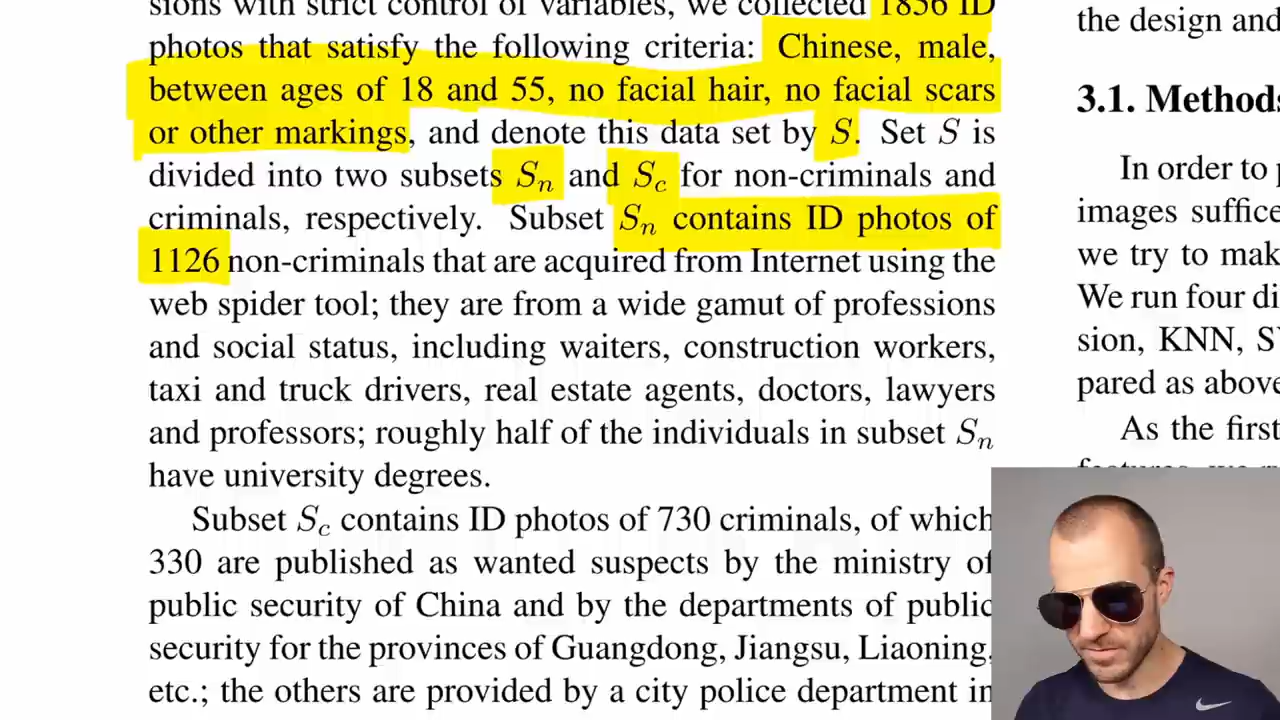 sions with strict control of variables, we collected 1856 ID
photos that satisfy the following criteria: Chinese, male,
between ages of 18 and 55, no facial hair, no facial scars
or other markings, and denote this data set by S. Set S is
divided into two subsets Sₙ and S꜀ for non-criminals and
criminals, respectively. Subset Sₙ contains ID photos of
1126 non-criminals that are acquired from Internet using the
web spider tool; they are from a wide gamut of professions
and social status, including waiters, construction workers,
taxi and truck drivers, real estate agents, doctors, lawyers
and professors; roughly half of the individuals in subset Sₙ
have university degrees.
Subset S꜀ contains ID photos of 730 criminals, of which
330 are published as wanted suspects by the ministry of
public security of China and by the departments of public
security for the provinces of Guangdong, Jiangsu, Liaoning,
etc.; the others are provided by a city police department in
the design and
3.1. Methods
In order to
images suffice
we try to mak
We run four di
sion, KNN, S
pared as above
As the first